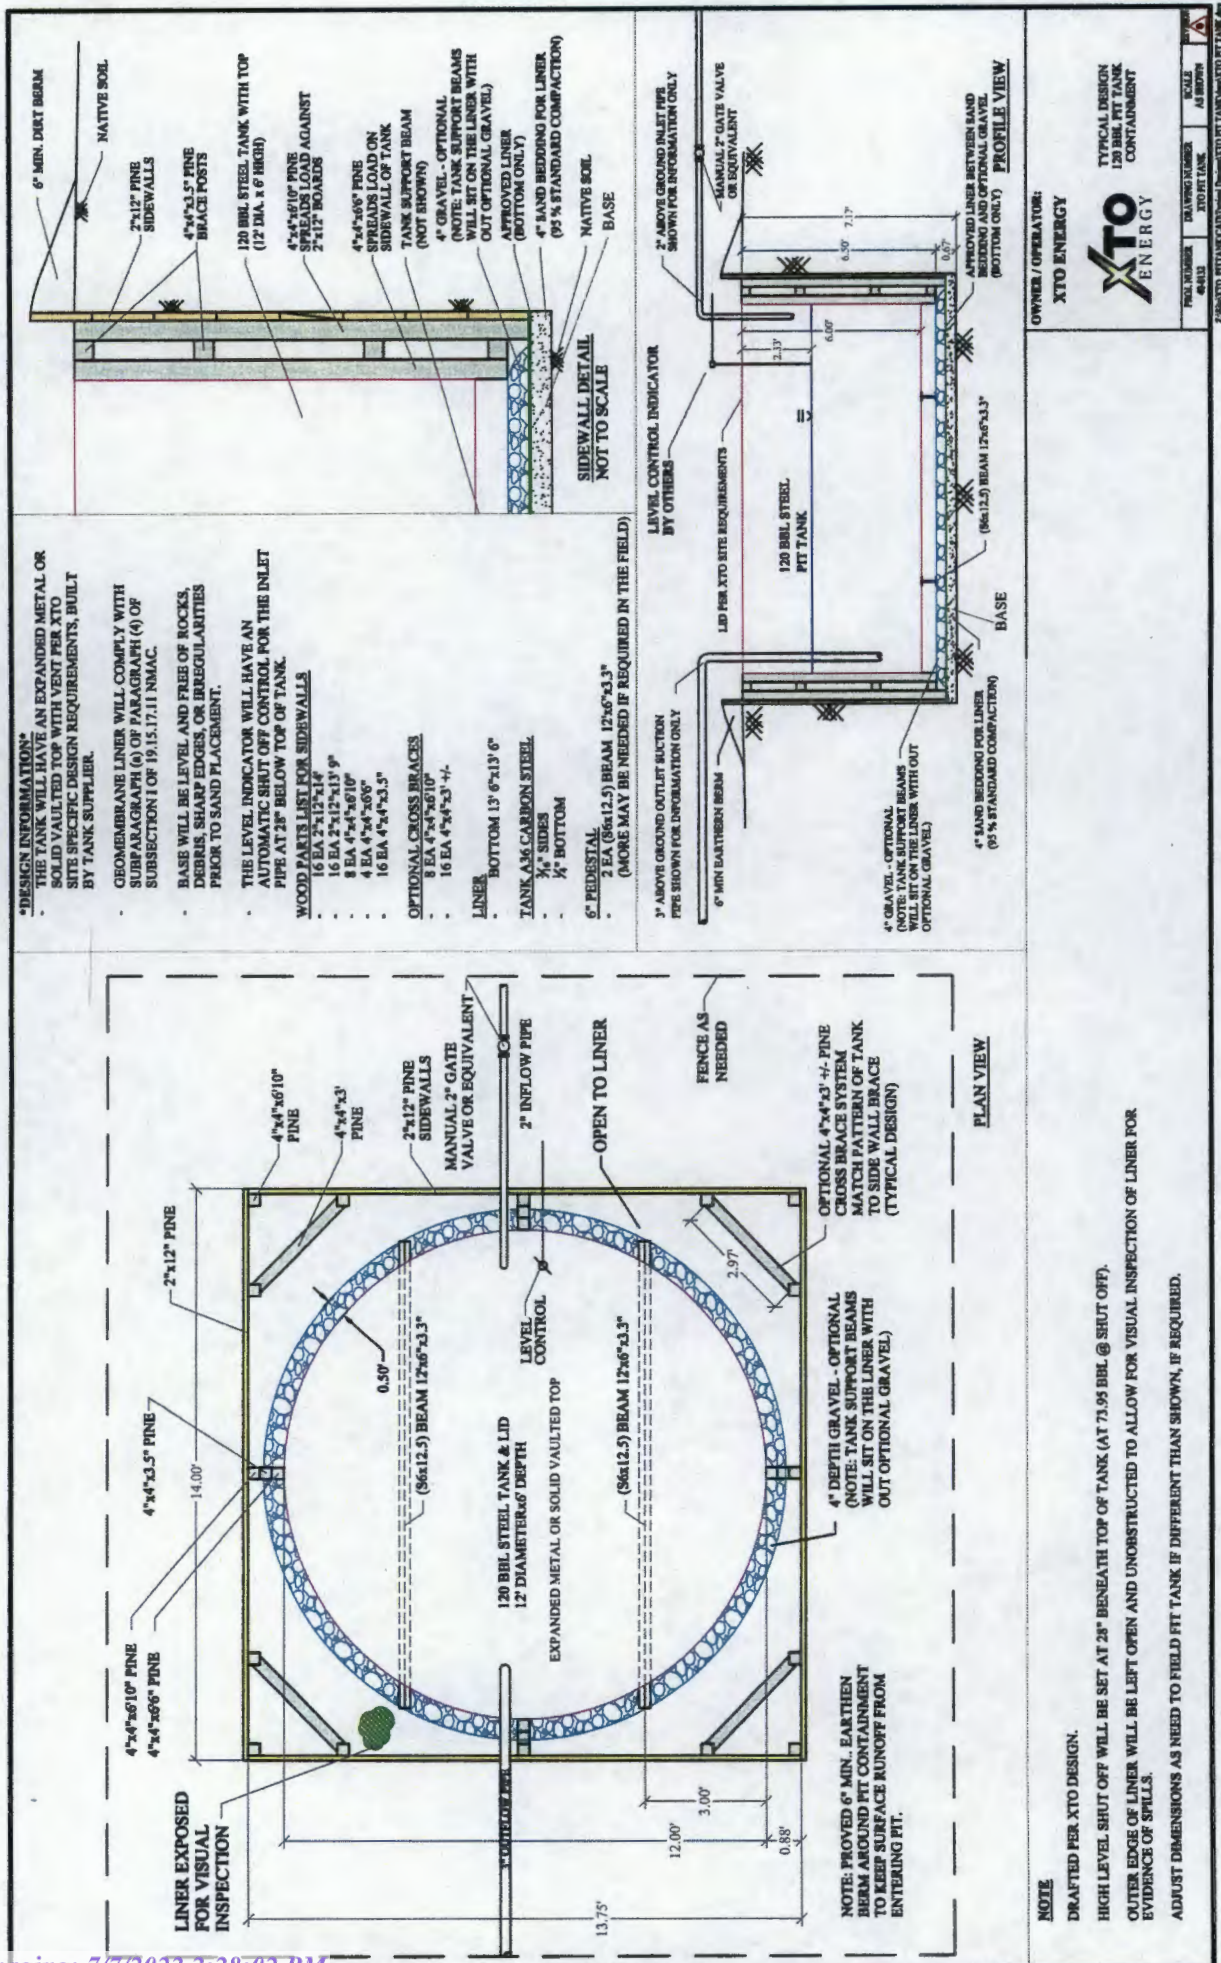 *DESIGN INFORMATION*
- THE TANK WILL HAVE AN EXPANDED METAL OR
SOLID VAULTED TOP WITH VENT PER XTO
SITE SPECIFIC DESIGN REQUIREMENTS, BUILT
BY TANK SUPPLIER.
- GEOMEMBRANE LINER WILL COMPLY WITH
SUBPARAGRAPH (a) OF PARAGRAPH (4) OF
SUBSECTION I OF 19.15.17.11 NMAC.
- BASE WILL BE LEVEL AND FREE OF ROCKS,
DEBRIS, SHARP EDGES, OR IRREGULARITIES
PRIOR TO SAND PLACEMENT.
- THE LEVEL INDICATOR WILL HAVE AN
AUTOMATIC SHUT OFF CONTROL FOR THE INLET
PIPE AT 28" BELOW TOP OF TANK.
WOOD PARTS LIST FOR SIDEWALLS
- 16 EA 2"x12"x14'
- 16 EA 2"x12"x13' 9"
- 8 EA 4"x4"x6'10"
- 4 EA 4"x4"x6'6"
- 16 EA 4"x4"x3.5"
OPTIONAL CROSS BRACES
- 8 EA 4"x4"x6'10"
- 16 EA 4"x4"x3' +/-
LINER
- BOTTOM 13' 6"x13' 6"
TANK A36 CARBON STEEL
- SIDES
- BOTTOM
6" PEDESTAL
- 2 EA (S6x12.5) BEAM 12'x6"x3.3"
(MORE MAY BE NEEDED IF REQUIRED IN THE FIELD)
6" MIN. DIRT BERM
NATIVE SOIL
2"x12" PINE
SIDEWALLS
4"x4"x3.5" PINE
BRACE POSTS
120 BBL STEEL TANK WITH TOP
(12' DIA. x 6' HIGH)
4"x4"x6'10" PINE
SPREADS LOAD AGAINST
2"x12" BOARDS
4"x4"x6'6" PINE
SPREADS LOAD ON
SIDEWALL OF TANK
TANK SUPPORT BEAM
(NOT SHOWN)
4" GRAVEL - OPTIONAL
(NOTE: TANK SUPPORT BEAMS
WILL SIT ON THE LINER WITH
OUT OPTIONAL GRAVEL)
APPROVED LINER
(BOTTOM ONLY)
4" SAND BEDDING FOR LINER
(95 % STANDARD COMPACTION)
NATIVE SOIL
BASE
SIDEWALL DETAIL
NOT TO SCALE
4"x4"x6'10" PINE
4"x4"x6'6" PINE
4"x4"x3.5" PINE
14.00'
2"x12" PINE
4"x4"x6'10"
PINE
4"x4"x3'
PINE
2"x12" PINE
SIDEWALLS
MANUAL 2" GATE
VALVE OR EQUIVALENT
2" INFLOW PIPE
OPEN TO LINER
FENCE AS
NEEDED
LINER EXPOSED
FOR VISUAL
INSPECTION
0.50'
(S6x12.5) BEAM 12'x6"x3.3"
120 BBL STEEL TANK & LID
12' DIAMETERx6' DEPTH
EXPANDED METAL OR SOLID VAULTED TOP
LEVEL
CONTROL
(S6x12.5) BEAM 12'x6"x3.3"
3" OUTFLOW PIPE
13.75'
12.00'
3.00'
0.88'
2.97'
OPTIONAL 4"x4"x3' +/- PINE
CROSS BRACE SYSTEM
MATCH PATTERN OF TANK
TO SIDE WALL BRACE
(TYPICAL DESIGN)
4" DEPTH GRAVEL - OPTIONAL
(NOTE: TANK SUPPORT BEAMS
WILL SIT ON THE LINER WITH
OUT OPTIONAL GRAVEL)
NOTE: PROVED 6" MIN. EARTHEN
BERM AROUND PIT CONTAINMENT
TO KEEP SURFACE RUNOFF FROM
ENTERING PIT.
PLAN VIEW
3" ABOVE GROUND OUTLET SUCTION
PIPE SHOWN FOR INFORMATION ONLY
6" MIN EARTHERN BERM
LEVEL CONTROL INDICATOR
BY OTHERS
LID PER XTO SITE REQUIREMENTS
2" ABOVE GROUND INLET PIPE
SHOWN FOR INFORMATION ONLY
MANUAL 2" GATE VALVE
OR EQUIVALENT
120 BBL STEEL
PIT TANK
2.33'
6.00'
6.50'
0.67'
7.17'
4" GRAVEL - OPTIONAL
(NOTE: TANK SUPPORT BEAMS
WILL SIT ON THE LINER WITH OUT
OPTIONAL GRAVEL)
4" SAND BEDDING FOR LINER
(95 % STANDARD COMPACTION)
BASE
(S6x12.5) BEAM 12'x6"x3.3"
APPROVED LINER BETWEEN SAND
BEDDING AND OPTIONAL GRAVEL
(BOTTOM ONLY)
PROFILE VIEW
NOTE
DRAFTED PER XTO DESIGN.
HIGH LEVEL SHUT OFF WILL BE SET AT 28" BENEATH TOP OF TANK (AT 73.95 BBL @ SHUT OFF).
OUTER EDGE OF LINER WILL BE LEFT OPEN AND UNOBSTRUCTED TO ALLOW FOR VISUAL INSPECTION OF LINER FOR
EVIDENCE OF SPILLS.
ADJUST DIMENSIONS AS NEED TO FIELD FIT TANK IF DIFFERENT THAN SHOWN, IF REQUIRED.
OWNER / OPERATOR:
XTO ENERGY
XTO
ENERGY
TYPICAL DESIGN
120 BBL PIT TANK
CONTAINMENT
DRAWING NUMBER
XTO PIT TANK
SCALE
AS SHOWN
7/7/2023 2:28:02 PM